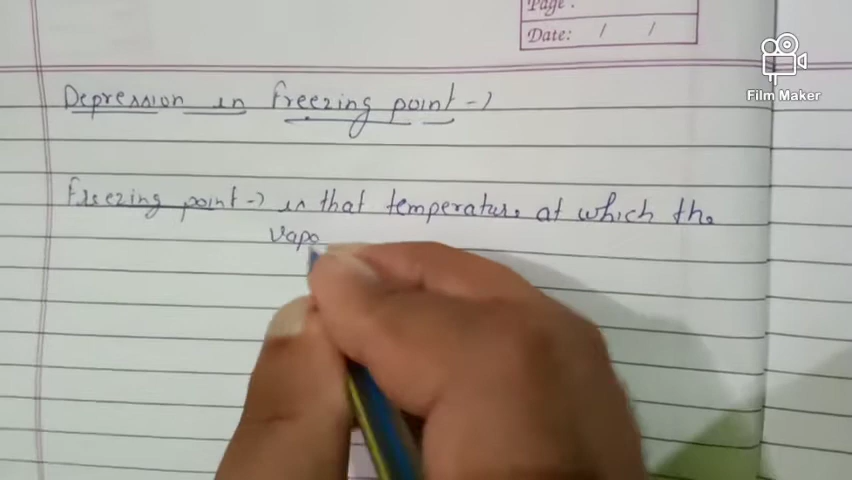 Page :
Date: / /
Film Maker
Depression in freezing point -)
Freezing point -) is that temperature at which the
vapo